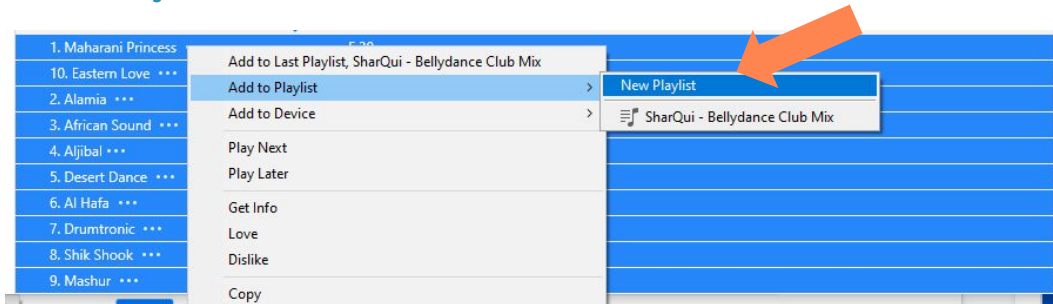 1. Maharani Princess
10. Eastern Love ···
2. Alamia ···
3. African Sound ···
4. Aljibal ···
5. Desert Dance ···
6. Al Hafa ···
7. Drumtronic ···
8. Shik Shook ···
9. Mashur ···
Add to Last Playlist, SharQui - Bellydance Club Mix
Add to Playlist >
Add to Device >
Play Next
Play Later
Get Info
Love
Dislike
Copy
New Playlist
SharQui - Bellydance Club Mix